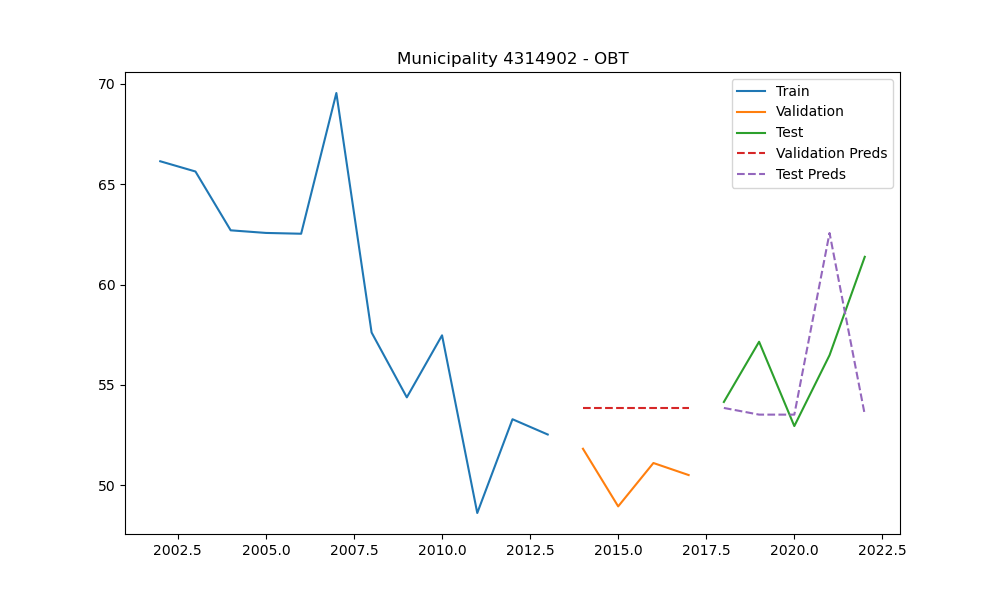 Municipality 4314902 - OBT
70
65
60
55
50
2002.5 2005.0 2007.5 2010.0 2012.5 2015.0 2017.5 2020.0 2022.5
Train
Validation
Test
Validation Preds
Test Preds